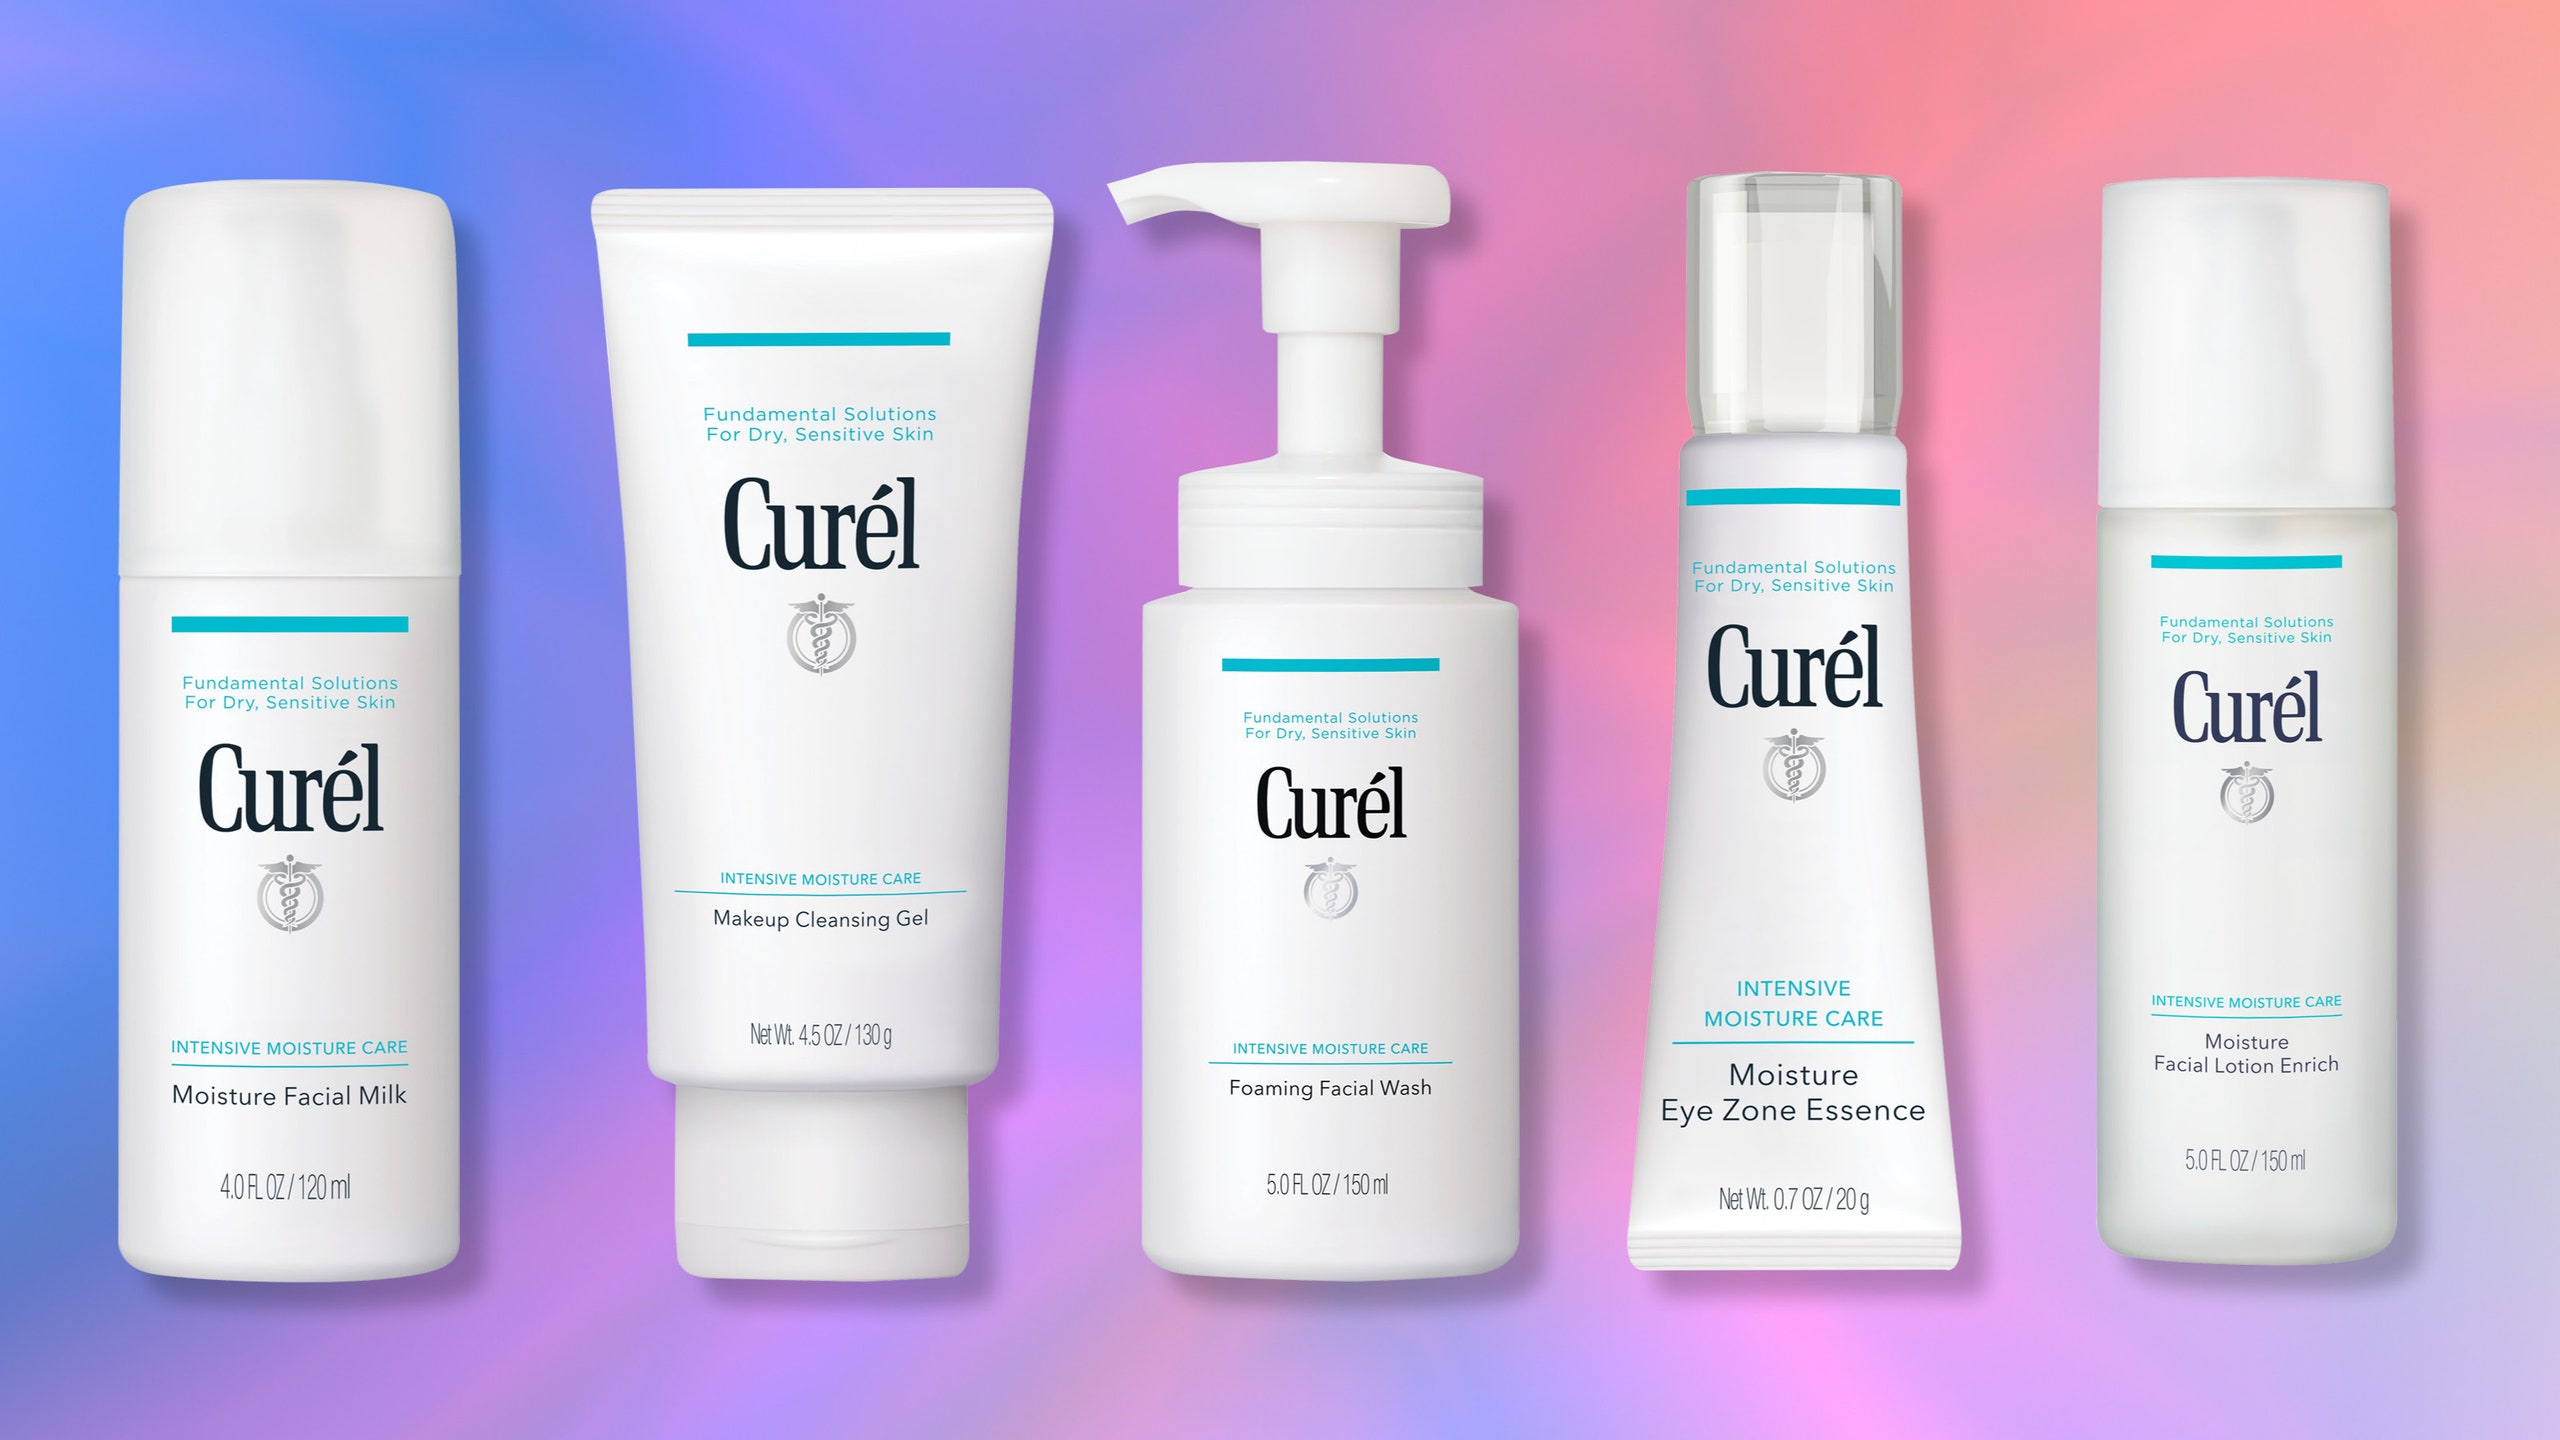 Fundamental Solutions
For Dry, Sensitive Skin
Curél
INTENSIVE MOISTURE CARE
Moisture Facial Milk
4.0 FL OZ / 120 ml
Fundamental Solutions
For Dry, Sensitive Skin
Curél
INTENSIVE MOISTURE CARE
Makeup Cleansing Gel
Net Wt. 4.5 OZ / 130 g
Fundamental Solutions
For Dry, Sensitive Skin
Curél
INTENSIVE MOISTURE CARE
Foaming Facial Wash
5.0 FL OZ / 150 ml
Fundamental Solutions
For Dry, Sensitive Skin
Curél
INTENSIVE
MOISTURE CARE
Moisture
Eye Zone Essence
Net Wt. 0.7 OZ / 20 g
Fundamental Solutions
For Dry, Sensitive Skin
Curél
INTENSIVE MOISTURE CARE
Moisture
Facial Lotion Enrich
5.0 FL OZ / 150 ml